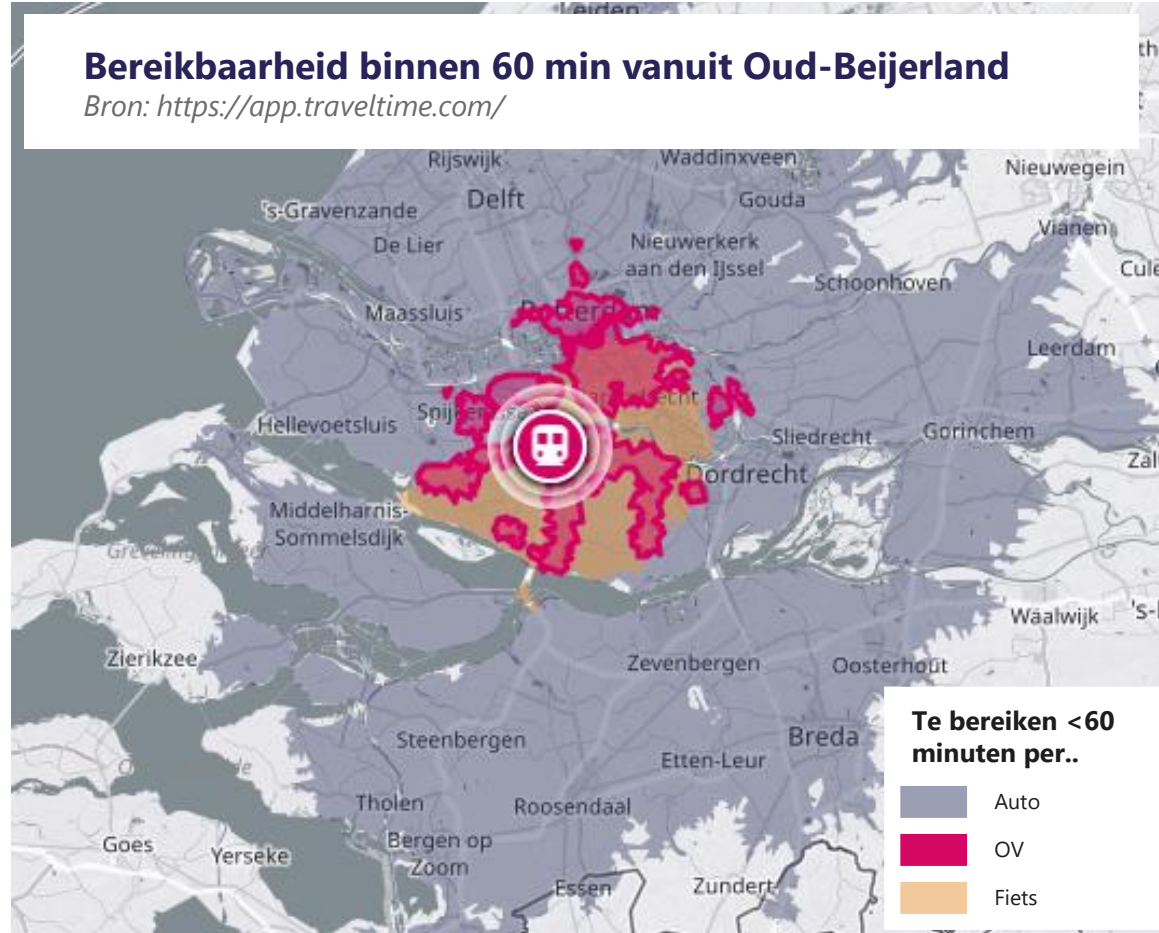 Leiden
Bereikbaarheid binnen 60 min vanuit Oud-Beijerland
Bron: https://app.traveltime.com/
Rijswijk
Waddinxveen
Nieuwegein
Delft
Gouda
's-Gravenzande
Vianen
De Lier
Nieuwerkerk
aan den IJssel
Schoonhoven
Maassluis
Rotterdam
Leerdam
Hellevoetsluis
Sliedrecht
Gorinchem
Dordrecht
Middelharnis-
Sommelsdijk
Waalwijk
Zierikzee
Zevenbergen
Oosterhout
Steenbergen
Breda
Etten-Leur
Tholen
Roosendaal
Goes
Yerseke
Bergen op
Zoom
Essen
Zundert
Te bereiken <60
minuten per..
Auto
OV
Fiets